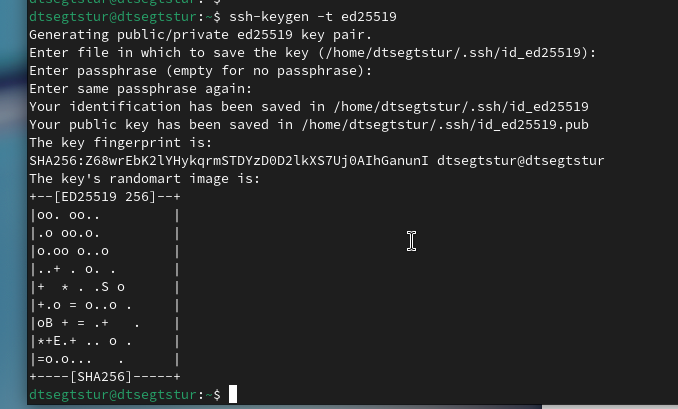 dtsegtstur@dtsegtstur:~$ ssh-keygen -t ed25519
Generating public/private ed25519 key pair.
Enter file in which to save the key (/home/dtsegtstur/.ssh/id_ed25519):
Enter passphrase (empty for no passphrase):
Enter same passphrase again:
Your identification has been saved in /home/dtsegtstur/.ssh/id_ed25519
Your public key has been saved in /home/dtsegtstur/.ssh/id_ed25519.pub
The key fingerprint is:
SHA256:Z68wrEbK2lYHykqrmSTDYzD0D2lkXS7Uj0AIhGanunI dtsegtstur@dtsegtstur
The key's randomart image is:
+--[ED25519 256]--+
|oo. oo..         |
|.o oo.o.         |
|o.oo o..o        |
|..+ . o. .       |
|+  * . .S o      |
|+.o = o..o .     |
|oB + = .+   .    |
|*+E.+ .. o .     |
|=o.o...   .      |
+----[SHA256]-----+
dtsegtstur@dtsegtstur:~$